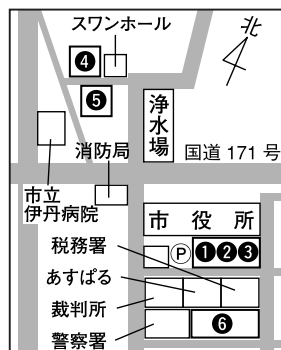 スワンホール
北
❹
❺
浄水場
消防局
国道 171 号
市立
伊丹病院
市 役 所
税務署
Ⓟ
❶❷❸
あすぱる
裁判所
❻
警察署